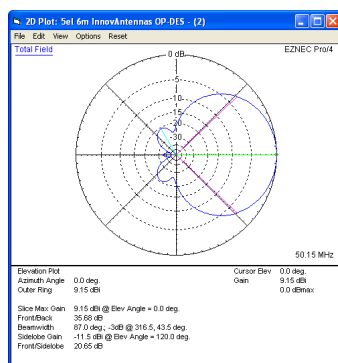 2D Plot: 5el 6m InnovAntennas OP-DES - (2)
File Edit View Options Reset
Total Field
0 dB
EZNEC Pro/4
-5
-10
-15
-20
-30
50.15 MHz
Elevation Plot
Azimuth Angle 0.0 deg.
Outer Ring 9.15 dBi
Cursor Elev 0.0 deg.
Gain 9.15 dBi
0.0 dBmax
Slice Max Gain 9.15 dBi @ Elev Angle = 0.0 deg.
Front/Back 35.68 dB
Beamwidth 87.0 deg.; -3dB @ 316.5, 43.5 deg.
Sidelobe Gain -11.5 dBi @ Elev Angle = 120.0 deg.
Front/Sidelobe 20.65 dB